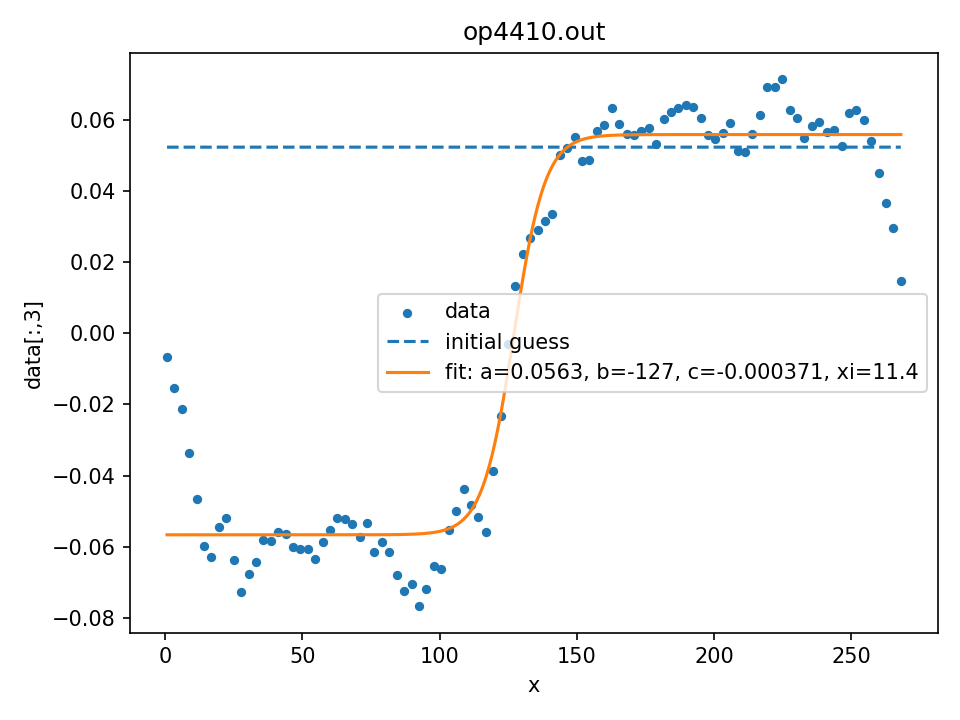 op4410.out
0.06
0.04
0.02
0.00
−0.02
−0.04
−0.06
−0.08
data[:,3]
data
initial guess
fit: a=0.0563, b=-127, c=-0.000371, xi=11.4
0 50 100 150 200 250
x